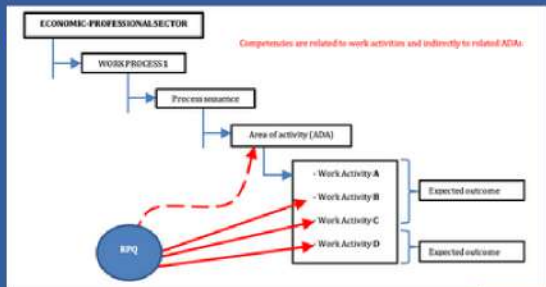 ECONOMIC-PROFESSIONAL SECTOR
Competencies are related to work activities and indirectly to related ADAs
WORK PROCESS 1
Process sequence
Area of activity (ADA)
- Work Activity A
- Work Activity B
- Work Activity C
- Work Activity D
Expected outcome
Expected outcome
RPQ